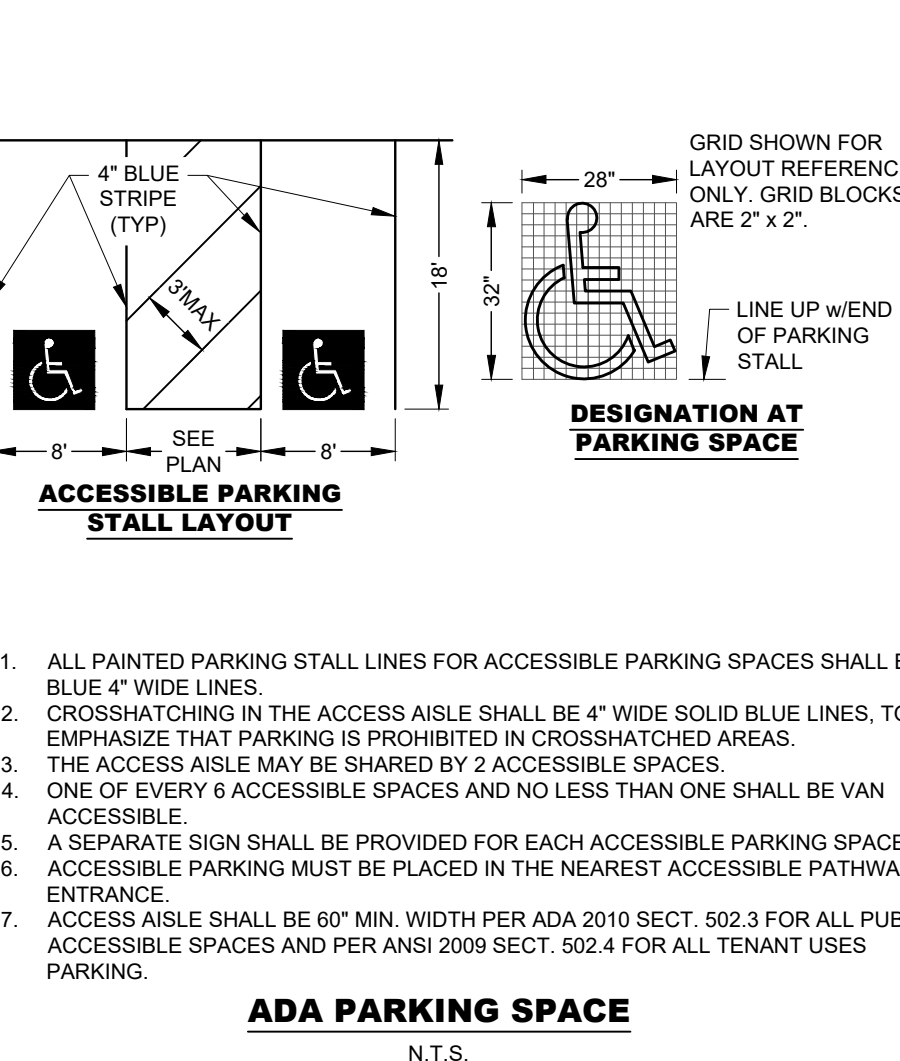 4" BLUE
STRIPE
(TYP)
3'MAX
18'
8'
SEE
PLAN
8'
ACCESSIBLE PARKING
STALL LAYOUT
28"
32"
GRID SHOWN FOR
LAYOUT REFERENC
ONLY. GRID BLOCKS
ARE 2" x 2".
LINE UP w/END
OF PARKING
STALL
DESIGNATION AT
PARKING SPACE
1. ALL PAINTED PARKING STALL LINES FOR ACCESSIBLE PARKING SPACES SHALL
BLUE 4" WIDE LINES.
2. CROSSHATCHING IN THE ACCESS AISLE SHALL BE 4" WIDE SOLID BLUE LINES, TO
EMPHASIZE THAT PARKING IS PROHIBITED IN CROSSHATCHED AREAS.
3. THE ACCESS AISLE MAY BE SHARED BY 2 ACCESSIBLE SPACES.
4. ONE OF EVERY 6 ACCESSIBLE SPACES AND NO LESS THAN ONE SHALL BE VAN
ACCESSIBLE.
5. A SEPARATE SIGN SHALL BE PROVIDED FOR EACH ACCESSIBLE PARKING SPACE
6. ACCESSIBLE PARKING MUST BE PLACED IN THE NEAREST ACCESSIBLE PATHWA
ENTRANCE.
7. ACCESS AISLE SHALL BE 60" MIN. WIDTH PER ADA 2010 SECT. 502.3 FOR ALL PUB
ACCESSIBLE SPACES AND PER ANSI 2009 SECT. 502.4 FOR ALL TENANT USES
PARKING.
ADA PARKING SPACE
N.T.S.